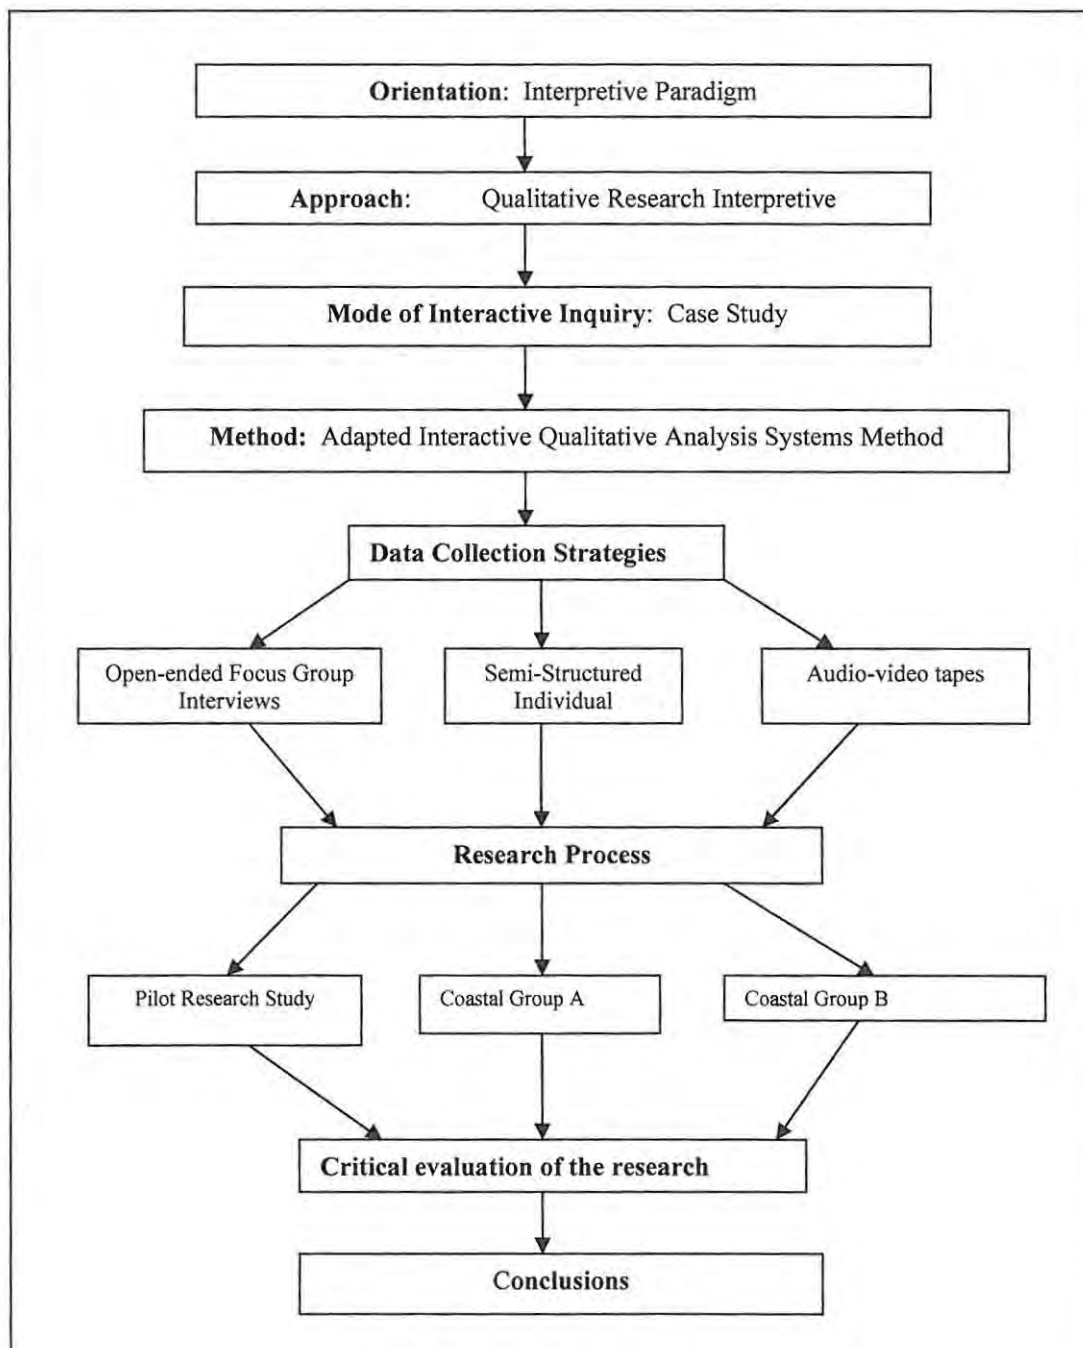 Orientation: Interpretive Paradigm
Approach: Qualitative Research Interpretive
Mode of Interactive Inquiry: Case Study
Method: Adapted Interactive Qualitative Analysis Systems Method
Data Collection Strategies
Open-ended Focus Group
Interviews
Semi-Structured
Individual
Audio-video tapes
Research Process
Pilot Research Study
Coastal Group A
Coastal Group B
Critical evaluation of the research
Conclusions